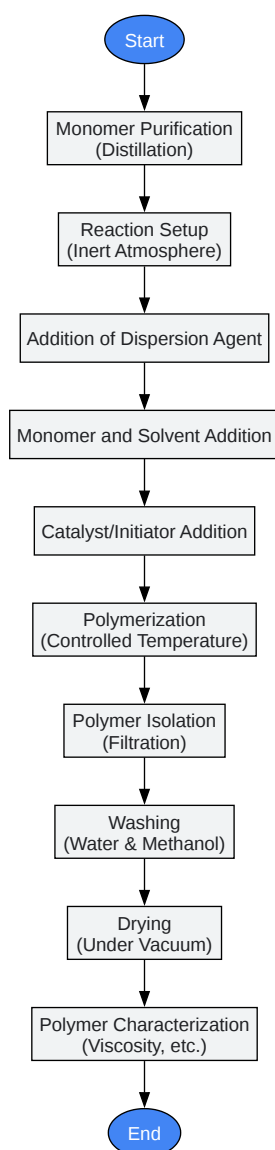 Start
Monomer Purification
(Distillation)
Reaction Setup
(Inert Atmosphere)
Addition of Dispersion Agent
Monomer and Solvent Addition
Catalyst/Initiator Addition
Polymerization
(Controlled Temperature)
Polymer Isolation
(Filtration)
Washing
(Water & Methanol)
Drying
(Under Vacuum)
Polymer Characterization
(Viscosity, etc.)
End